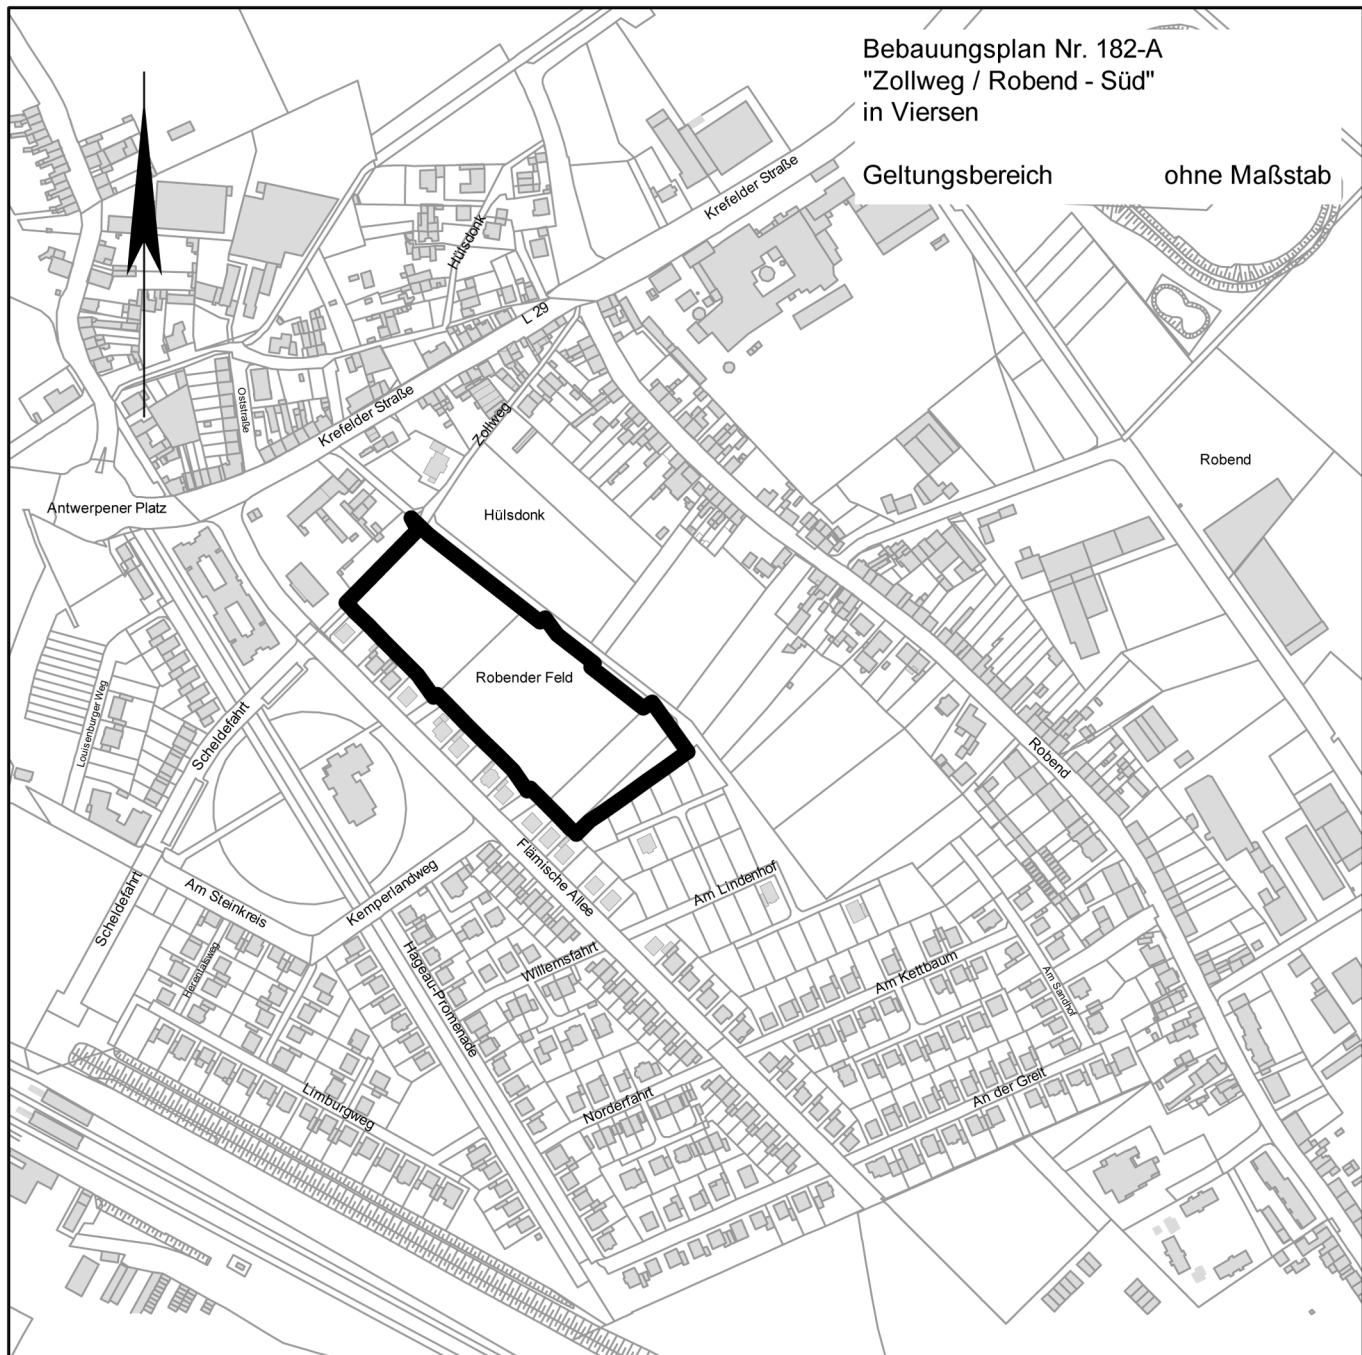 Bebauungsplan Nr. 182-A
"Zollweg / Robend - Süd"
in Viersen
Geltungsbereich ohne Maßstab
Krefelder Straße
Hülsdonk
L 29
Oststraße
Krefelder Straße
Zollweg
Robend
Antwerpener Platz
Hülsdonk
Robender Feld
Louisenburger Weg
Scheldefahrt
Robend
Flämische Allee
Am Lindenhof
Kemperlandweg
Am Steinkreis
Scheldefahrt
Herentalsweg
Hageau-Promenade
Willemsfahrt
Am Kettbaum
Am Sandhof
Limburgweg
Norderfahrt
An der Greit